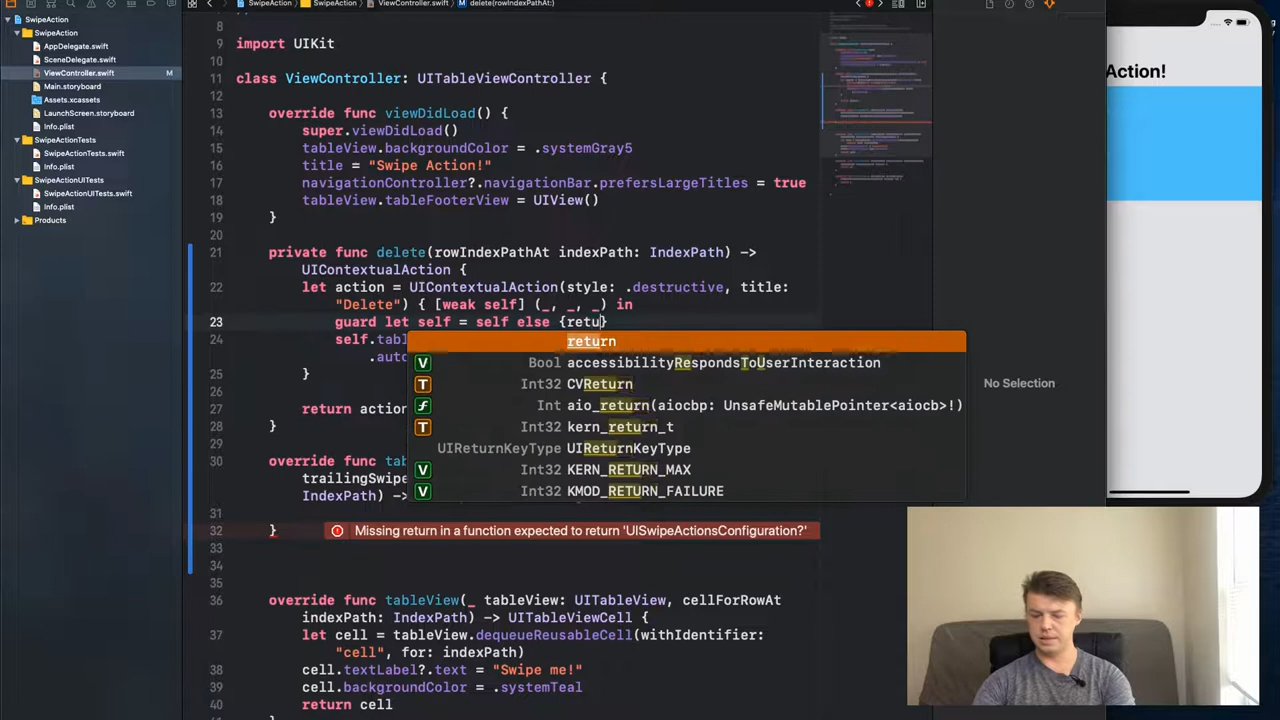 SwipeAction
SwipeAction
ViewController.swift
delete(rowIndexPathAt:)
SwipeAction
SwipeAction
AppDelegate.swift
SceneDelegate.swift
ViewController.swift M
Main.storyboard
Assets.xcassets
LaunchScreen.storyboard
Info.plist
SwipeActionTests
SwipeActionTests.swift
Info.plist
SwipeActionUITests
SwipeActionUITests.swift
Info.plist
Products
import UIKit
10
11 class ViewController: UITableViewController {
12
13 override func viewDidLoad() {
14 super.viewDidLoad()
15 tableView.backgroundColor = .systemGray5
16 title = "Swipe Action!"
17 navigationController?.navigationBar.prefersLargeTitles = true
18 tableView.tableFooterView = UIView()
19 }
20
21 private func delete(rowIndexPathAt indexPath: IndexPath) ->
UIContextualAction {
22 let action = UIContextualAction(style: .destructive, title:
"Delete") { [weak self] (_, _, _) in
23 guard let self = self else {retu}
24 self.tab
.auto
25 }
26
27 return action
28 }
29
30 override func tab
trailingSwipe
IndexPath) ->
31
32 }
Missing return in a function expected to return 'UISwipeActionsConfiguration?'
33
34
35
36 override func tableView(_ tableView: UITableView, cellForRowAt
indexPath: IndexPath) -> UITableViewCell {
37 let cell = tableView.dequeueReusableCell(withIdentifier:
"cell", for: indexPath)
38 cell.textLabel?.text = "Swipe me!"
39 cell.backgroundColor = .systemTeal
40 return cell
return
V Bool accessibilityRespondsToUserInteraction
T Int32 CVReturn
f Int aio_return(aiocbp: UnsafeMutablePointer<aiocb>!)
T Int32 kern_return_t
UIReturnKeyType UIReturnKeyType
V Int32 KERN_RETURN_MAX
V Int32 KMOD_RETURN_FAILURE
No Selection
Action!